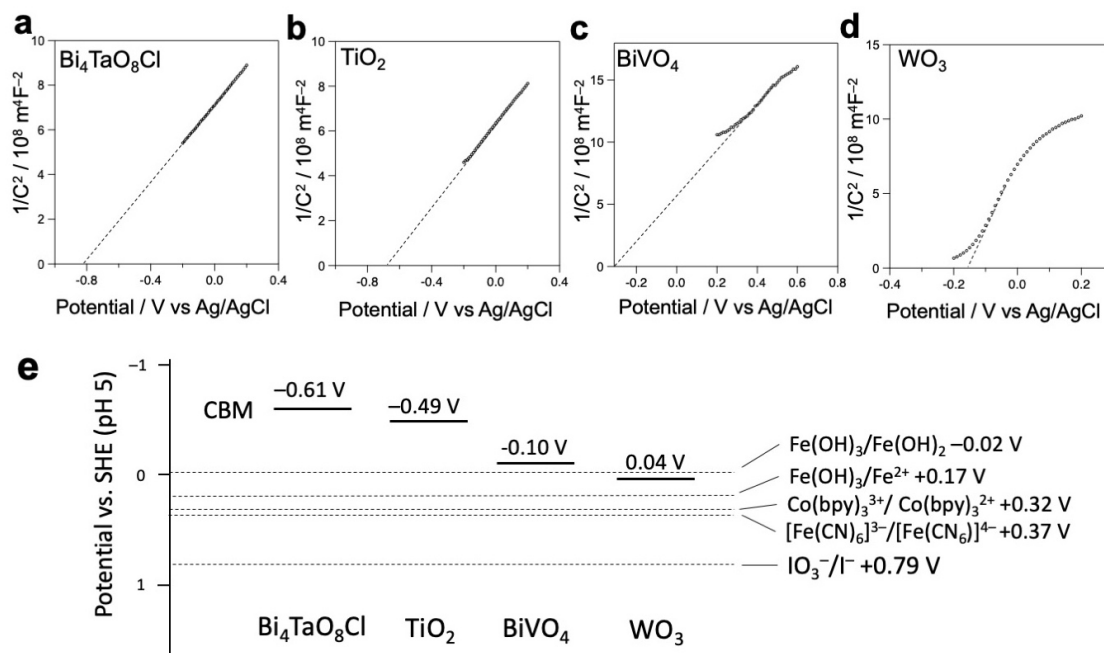 a
Bi₄TaO₈Cl
1/C² / 10⁸ m⁴F⁻²
10
8
6
4
2
0
-0.8 -0.4 0.0 0.4
Potential / V vs Ag/AgCl
b
TiO₂
1/C² / 10⁸ m⁴F⁻²
10
8
6
4
2
0
-0.8 -0.4 0.0 0.4
Potential / V vs Ag/AgCl
c
BiVO₄
1/C² / 10⁸ m⁴F⁻²
15
10
5
0
-0.2 0.0 0.2 0.4 0.6
Potential / V vs Ag/AgCl
d
WO₃
1/C² / 10⁸ m⁴F⁻²
15
10
5
0
-0.4 -0.2 0.0 0.2
Potential / V vs Ag/AgCl
e
Potential vs. SHE (pH 5)
−1
0
1
CBM
−0.61 V
−0.49 V
-0.10 V
0.04 V
Fe(OH)₃/Fe(OH)₂ −0.02 V
Fe(OH)₃/Fe²⁺ +0.17 V
Co(bpy)₃³⁺/ Co(bpy)₃²⁺ +0.32 V
[Fe(CN)₆]³⁻/[Fe(CN₆)]⁴⁻ +0.37 V
IO₃⁻/I⁻ +0.79 V
Bi₄TaO₈Cl TiO₂ BiVO₄ WO₃